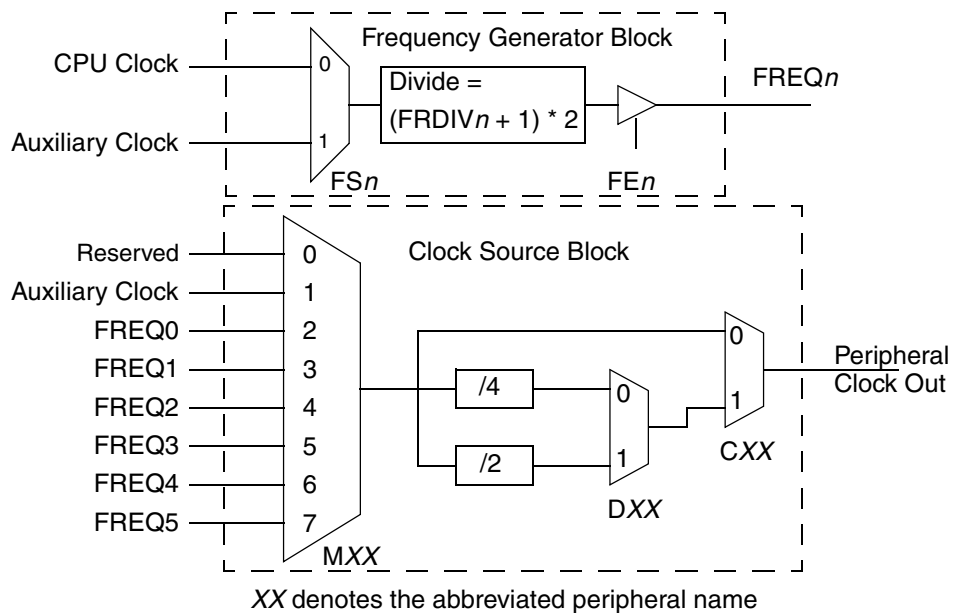 Frequency Generator Block
CPU Clock
0
Divide =
(FRDIVn + 1) * 2
FREQn
Auxiliary Clock
1
FSn
FEn
Clock Source Block
Reserved
0
Auxiliary Clock
1
FREQ0
2
0
FREQ1
3
Peripheral
Clock Out
/4
0
FREQ2
4
1
FREQ3
5
CXX
/2
1
FREQ4
6
DXX
FREQ5
7
MXX
XX denotes the abbreviated peripheral name